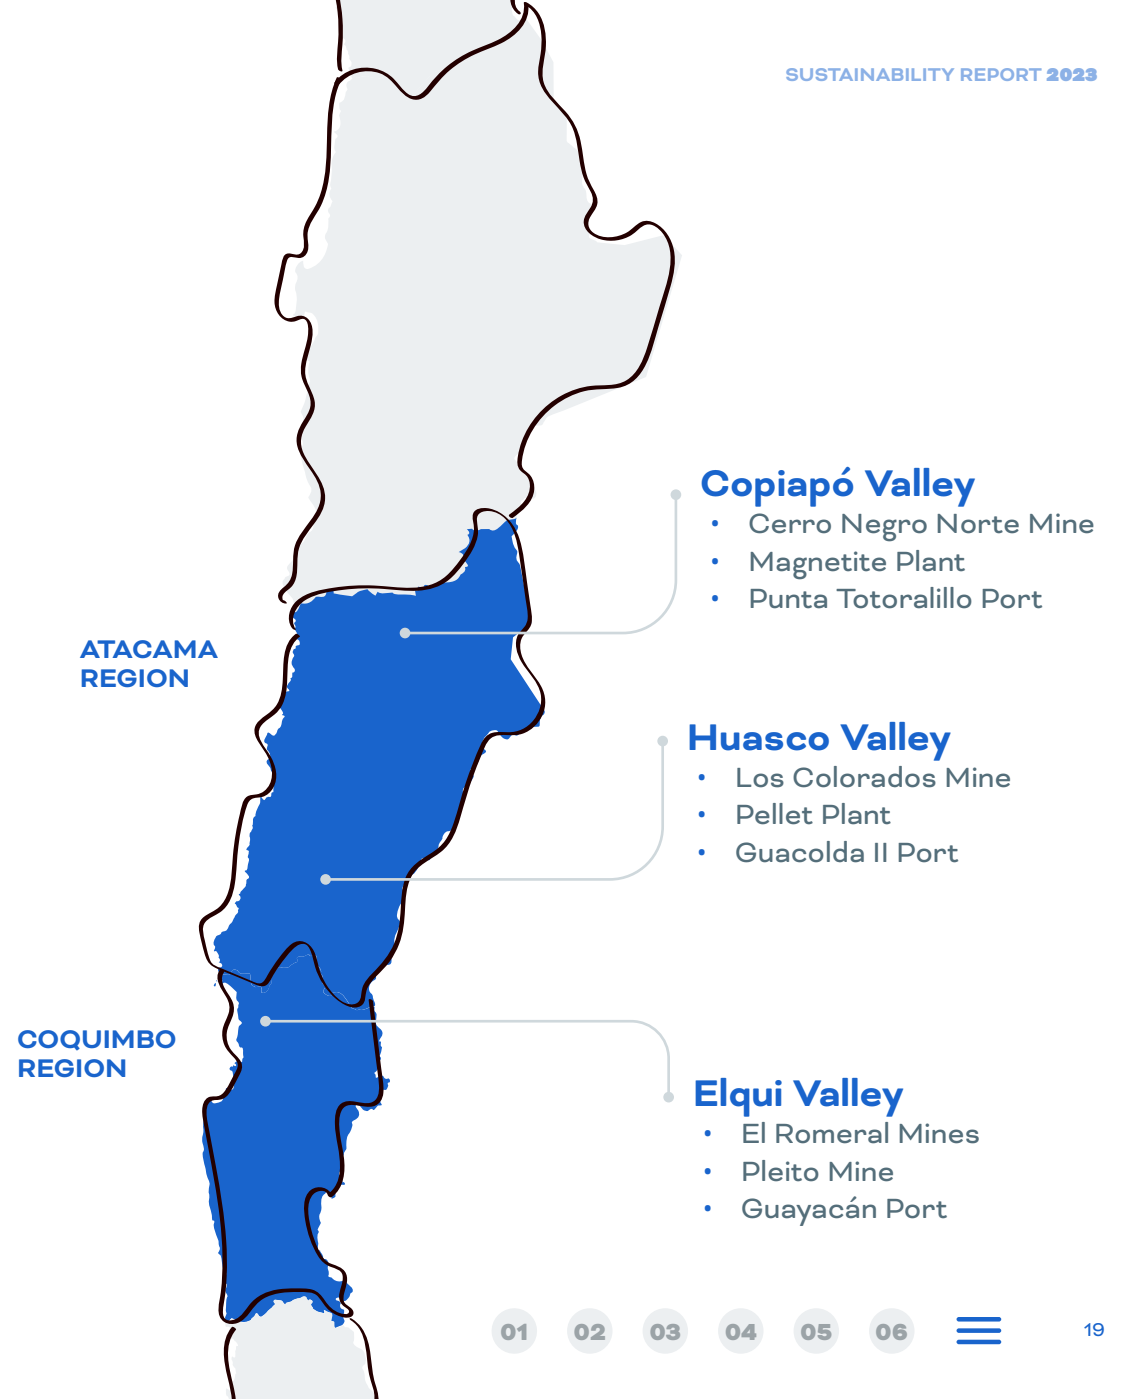 SUSTAINABILITY REPORT 2023
Copiapó Valley
• Cerro Negro Norte Mine
• Magnetite Plant
• Punta Totoralillo Port
ATACAMA
REGION
Huasco Valley
• Los Colorados Mine
• Pellet Plant
• Guacolda II Port
COQUIMBO
REGION
Elqui Valley
• El Romeral Mines
• Pleito Mine
• Guayacán Port
01 02 03 04 05 06 19